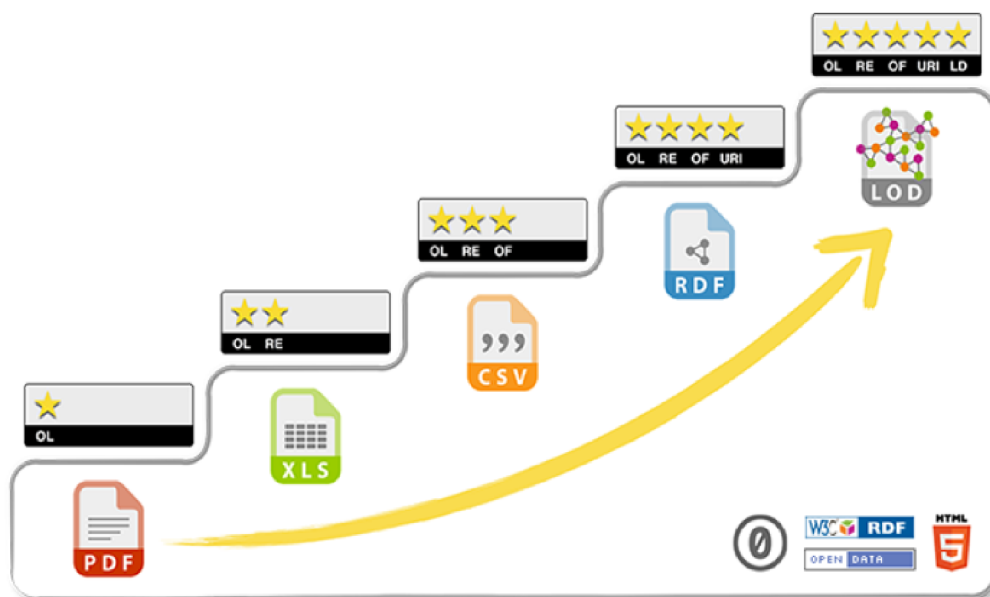 OL RE OF URI LD
LOD
OL RE OF URI
RDF
OL RE OF
CSV
OL RE
XLS
OL
PDF
0
W3C RDF
OPEN DATA
HTML
5